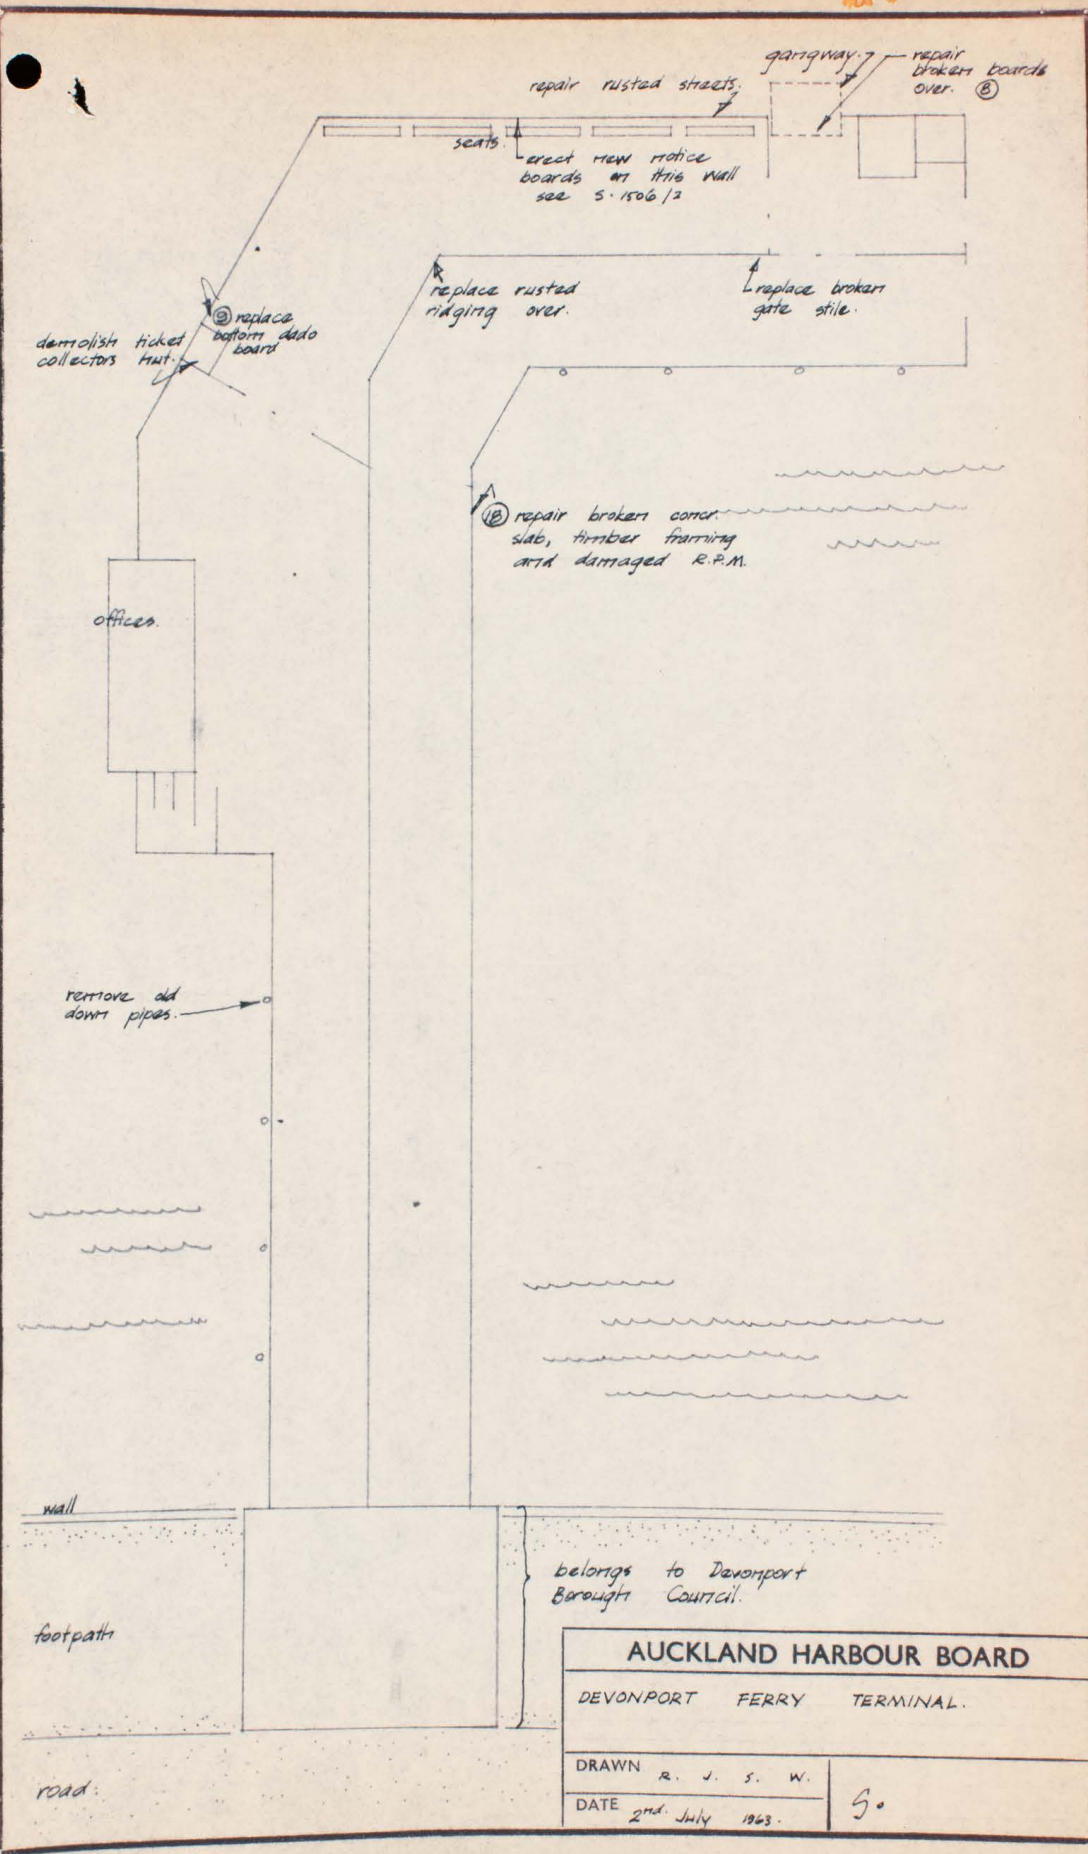 gangway.
repair
broken boards
over. ⑧
repair rusted sheets.
seats.
erect new notice
boards on this wall
see S.1506/2
replace rusted
ridging over.
replace broken
gate stile.
⑨ replace
bottom dado
board
demolish ticket
collectors hut.
⑱ repair broken concr.
slab, timber framing
and damaged R.P.M.
offices.
remove old
down pipes.
wall
belongs to Devonport
Borough Council.
footpath
road.
AUCKLAND HARBOUR BOARD
DEVONPORT FERRY TERMINAL.
DRAWN R. J. S. W.
DATE 2nd. July 1963.
S.